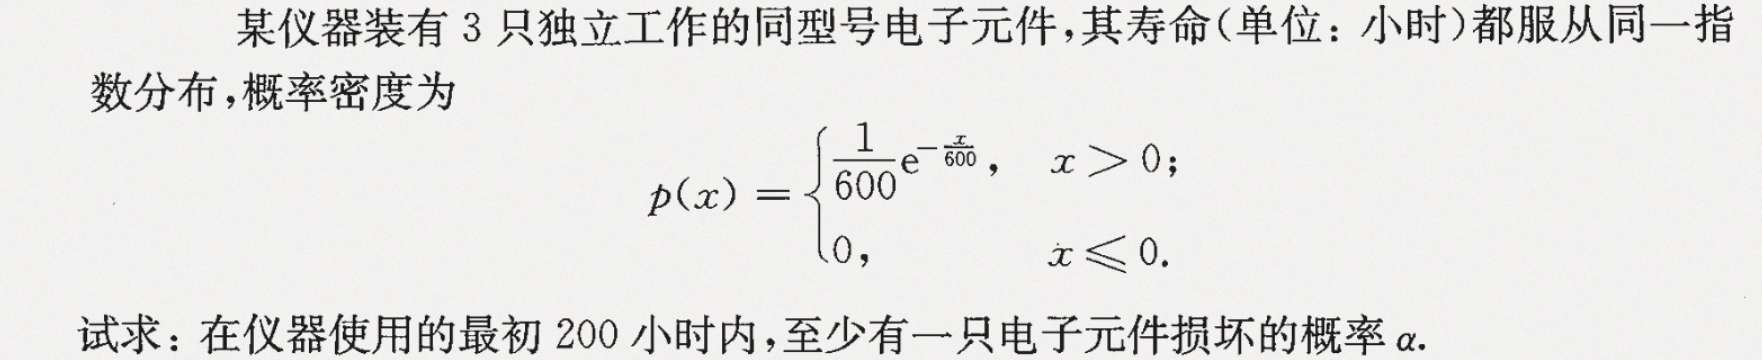 某仪器装有 3 只独立工作的同型号电子元件,其寿命(单位：小时)都服从同一指
数分布,概率密度为
p(x) = { 1/600 e^{-x/600}, x > 0;
0, x ≤ 0.
试求：在仪器使用的最初 200 小时内,至少有一只电子元件损坏的概率 α.